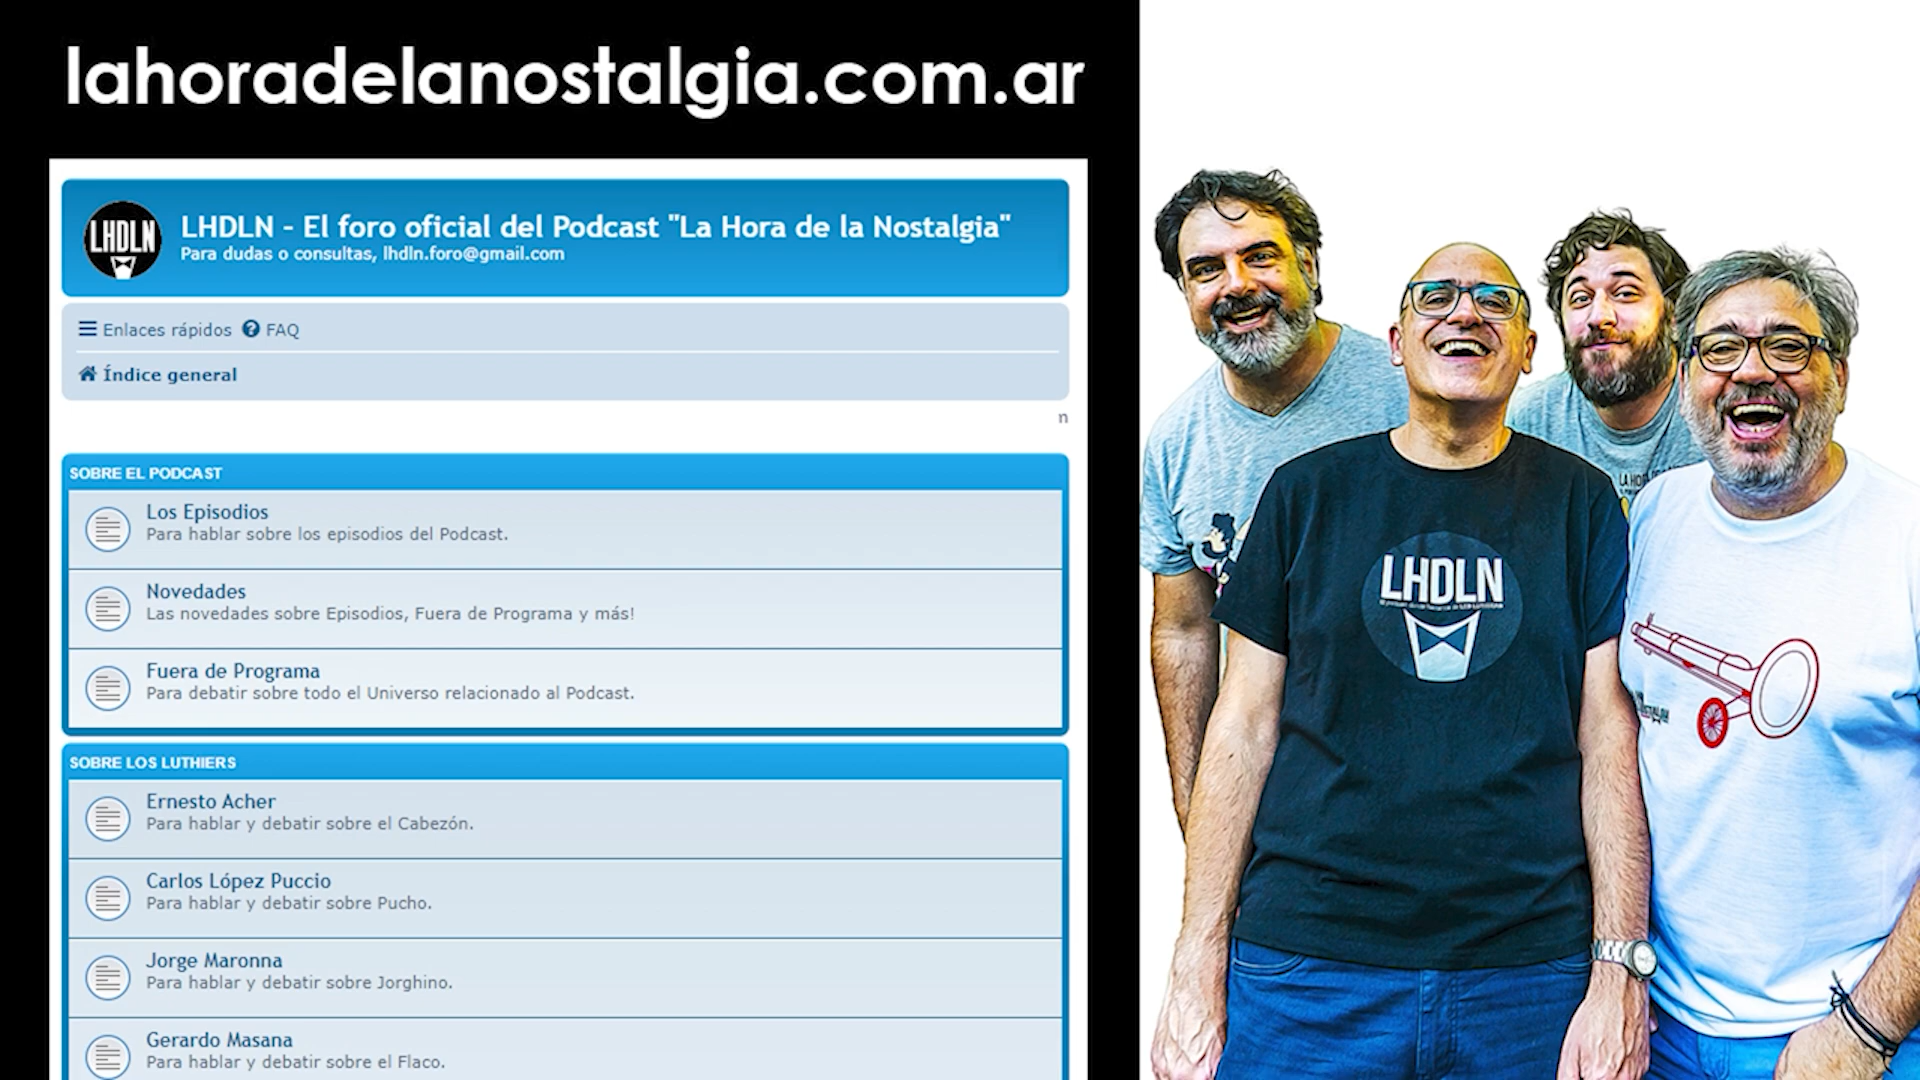 lahoradelanostalgia.com.ar
LHDLN
LHDLN - El foro oficial del Podcast "La Hora de la Nostalgia"
Para dudas o consultas, lhdln.foro@gmail.com
Enlaces rápidos FAQ
Índice general
n
SOBRE EL PODCAST
Los Episodios
Para hablar sobre los episodios del Podcast.
Novedades
Las novedades sobre Episodios, Fuera de Programa y más!
Fuera de Programa
Para debatir sobre todo el Universo relacionado al Podcast.
SOBRE LOS LUTHIERS
Ernesto Acher
Para hablar y debatir sobre el Cabezón.
Carlos López Puccio
Para hablar y debatir sobre Pucho.
Jorge Maronna
Para hablar y debatir sobre Jorghino.
Gerardo Masana
Para hablar y debatir sobre el Flaco.
LA HORA
LHDLN